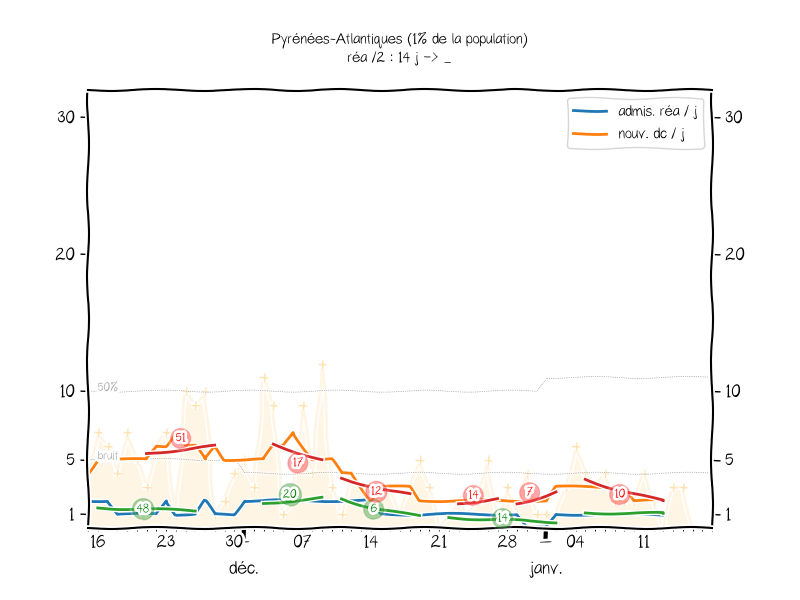 Pyrénées-Atlantiques (1% de la population)
réa /2 : 14 j -> _
admis. réa / j
nouv. dc / j
30 30
20 20
10 50% 10
51
5 bruit 17 5
48 20 12 6 14 14 7 10
1 1
16 23 30 07 14 21 28 04 11
déc. janv.